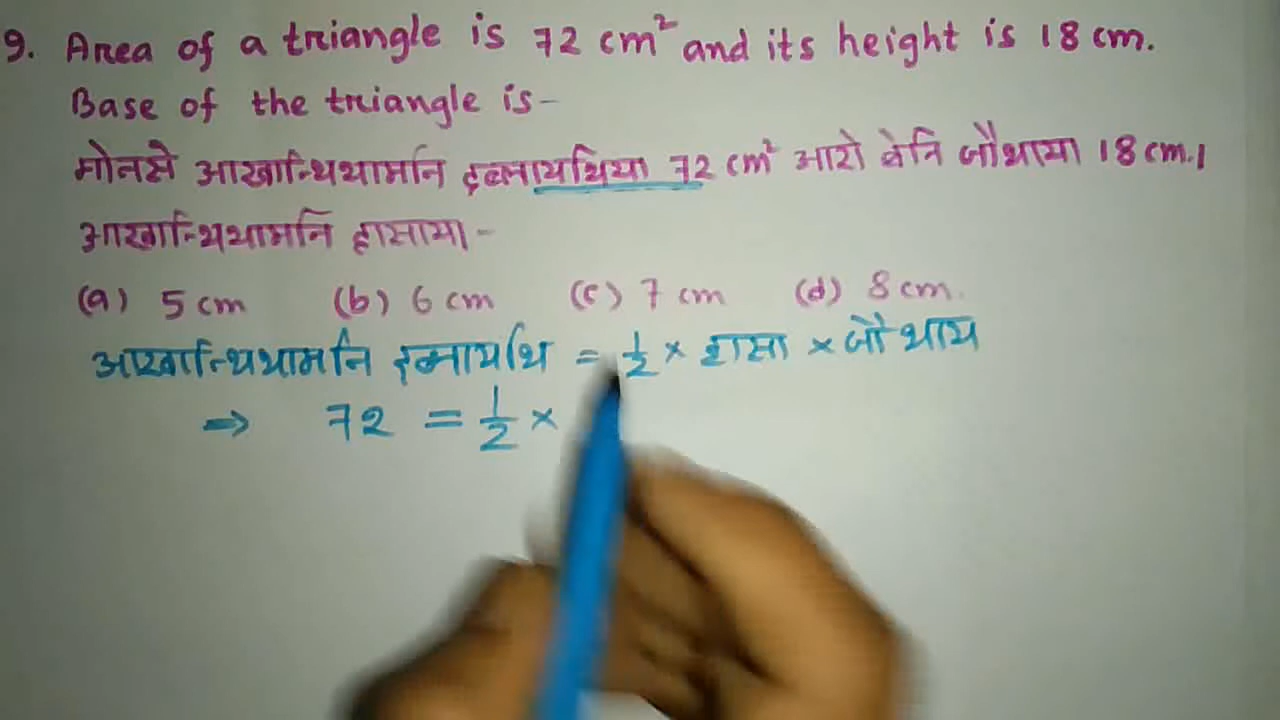 9. Area of a triangle is 72 cm² and its height is 18 cm.
Base of the triangle is-
मोनसे आखान्थिथामनि दब्लायथिया 72 cm² आरो बेनि जौथाया 18 cm.।
आखान्थिथामनि हासाया -
(a) 5 cm (b) 6 cm (c) 7 cm (d) 8 cm.
आखान्थिथामनि दब्लायथि = 1/2 × हासा × जौथाय
⇒ 72 = 1/2 ×